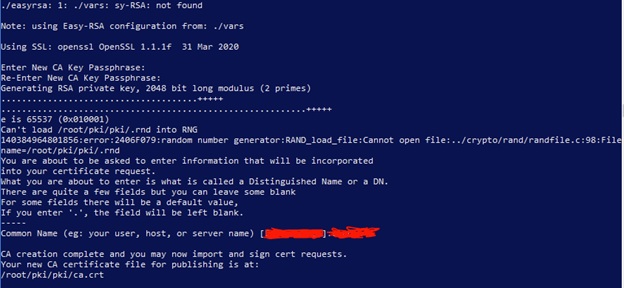 ./easyrsa: 1: ./vars: sy-RSA: not found
Note: using Easy-RSA configuration from: ./vars
Using SSL: openssl OpenSSL 1.1.1f  31 Mar 2020
Enter New CA Key Passphrase:
Re-Enter New CA Key Passphrase:
Generating RSA private key, 2048 bit long modulus (2 primes)
.....................................+++++
.........................................................+++++
e is 65537 (0x010001)
Can't load /root/pki/pki/.rnd into RNG
140384964801856:error:2406F079:random number generator:RAND_load_file:Cannot open file:../crypto/rand/randfile.c:98:File
name=/root/pki/pki/.rnd
You are about to be asked to enter information that will be incorporated
into your certificate request.
What you are about to enter is what is called a Distinguished Name or a DN.
There are quite a few fields but you can leave some blank
For some fields there will be a default value,
If you enter '.', the field will be left blank.
-----
Common Name (eg: your user, host, or server name) [ ]:
CA creation complete and you may now import and sign cert requests.
Your new CA certificate file for publishing is at:
/root/pki/pki/ca.crt